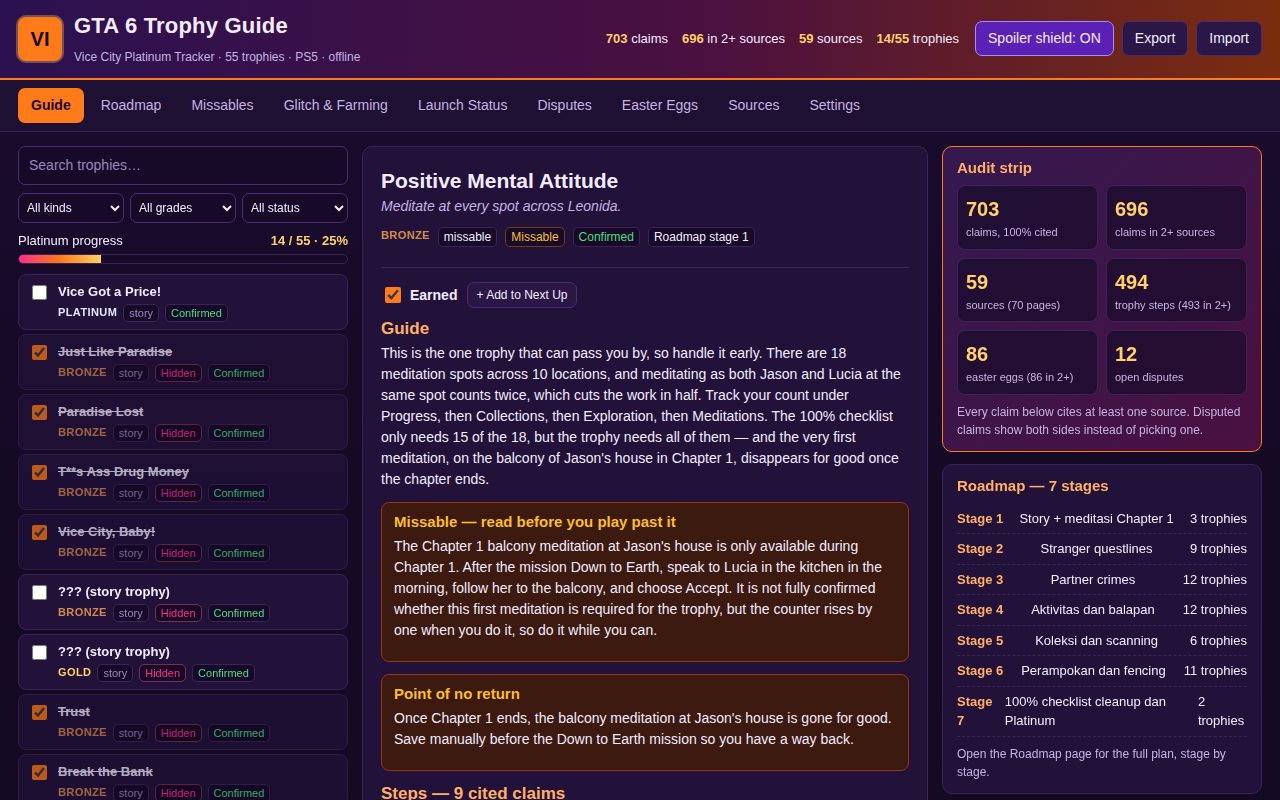 VI
GTA 6 Trophy Guide
Vice City Platinum Tracker · 55 trophies · PS5 · offline
703 claims 696 in 2+ sources 59 sources 14/55 trophies
Spoiler shield: ON
Export
Import
Guide Roadmap Missables Glitch & Farming Launch Status Disputes Easter Eggs Sources Settings
Search trophies…
All kinds All grades All status
Platinum progress 14 / 55 · 25%
Vice Got a Price!
PLATINUM story Confirmed
Just Like Paradise
BRONZE story Hidden Confirmed
Paradise Lost
BRONZE story Hidden Confirmed
T**s Ass Drug Money
BRONZE story Hidden Confirmed
Vice City, Baby!
BRONZE story Hidden Confirmed
??? (story trophy)
BRONZE story Hidden Confirmed
??? (story trophy)
GOLD story Hidden Confirmed
Trust
BRONZE story Hidden Confirmed
Break the Bank
BRONZE story Hidden Confirmed
Positive Mental Attitude
Meditate at every spot across Leonida.
BRONZE missable Missable Confirmed Roadmap stage 1
Earned + Add to Next Up
Guide
This is the one trophy that can pass you by, so handle it early. There are 18
meditation spots across 10 locations, and meditating as both Jason and Lucia at the
same spot counts twice, which cuts the work in half. Track your count under
Progress, then Collections, then Exploration, then Meditations. The 100% checklist
only needs 15 of the 18, but the trophy needs all of them — and the very first
meditation, on the balcony of Jason's house in Chapter 1, disappears for good once
the chapter ends.
Missable — read before you play past it
The Chapter 1 balcony meditation at Jason's house is only available during
Chapter 1. After the mission Down to Earth, speak to Lucia in the kitchen in the
morning, follow her to the balcony, and choose Accept. It is not fully confirmed
whether this first meditation is required for the trophy, but the counter rises by
one when you do it, so do it while you can.
Point of no return
Once Chapter 1 ends, the balcony meditation at Jason's house is gone for good.
Save manually before the Down to Earth mission so you have a way back.
Steps — 9 cited claims
Audit strip
703
claims, 100% cited
696
claims in 2+ sources
59
sources (70 pages)
494
trophy steps (493 in 2+)
86
easter eggs (86 in 2+)
12
open disputes
Every claim below cites at least one source. Disputed
claims show both sides instead of picking one.
Roadmap — 7 stages
Stage 1 Story + meditasi Chapter 1 3 trophies
Stage 2 Stranger questlines 9 trophies
Stage 3 Partner crimes 12 trophies
Stage 4 Aktivitas dan balapan 12 trophies
Stage 5 Koleksi dan scanning 6 trophies
Stage 6 Perampokan dan fencing 11 trophies
Stage 7 100% checklist cleanup dan Platinum 2 trophies
Open the Roadmap page for the full plan, stage by
stage.